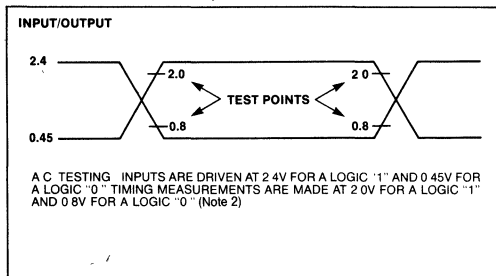 INPUT/OUTPUT
2.4
2.0
2 0
TEST POINTS
0.8
0.8
0.45
A C TESTING INPUTS ARE DRIVEN AT 2 4V FOR A LOGIC "1" AND 0 45V FOR
A LOGIC "0" TIMING MEASUREMENTS ARE MADE AT 2 0V FOR A LOGIC "1"
AND 0 8V FOR A LOGIC "0" (Note 2)